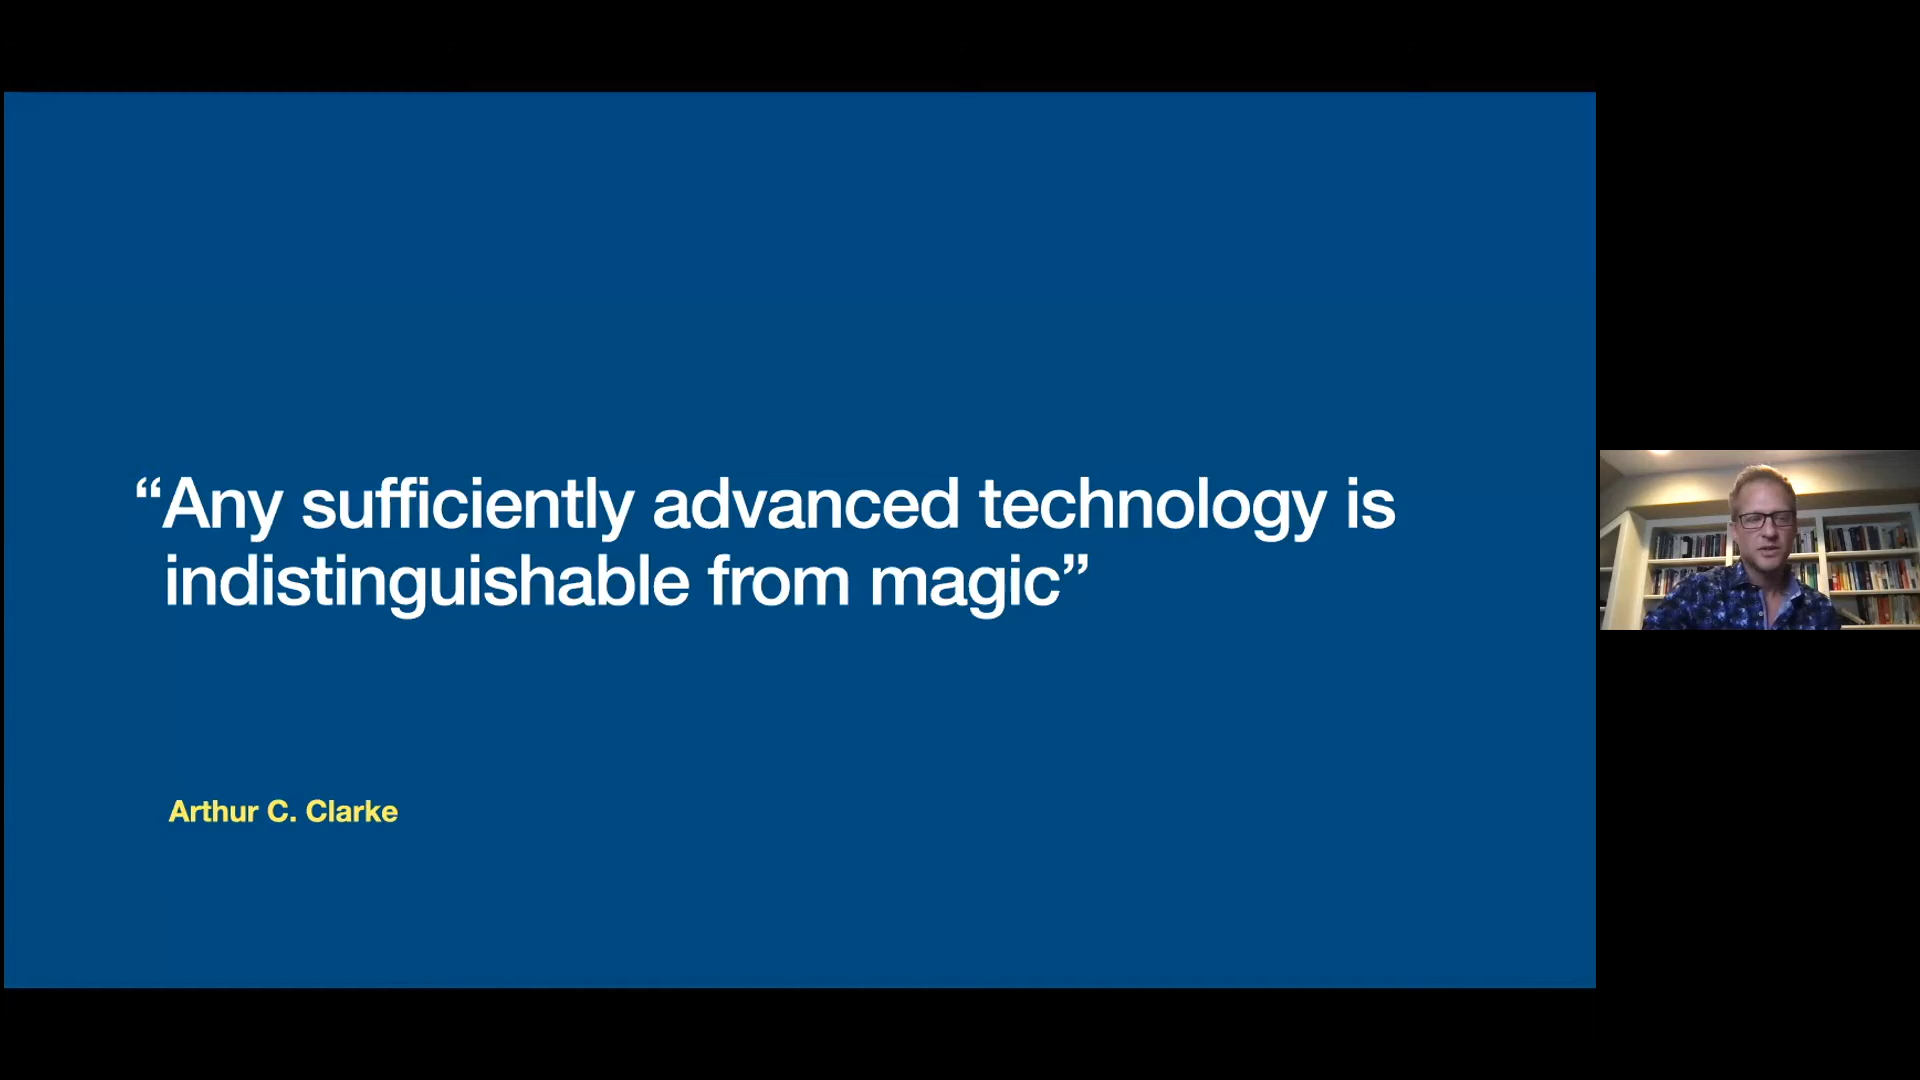 “Any sufficiently advanced technology is
indistinguishable from magic”
Arthur C. Clarke